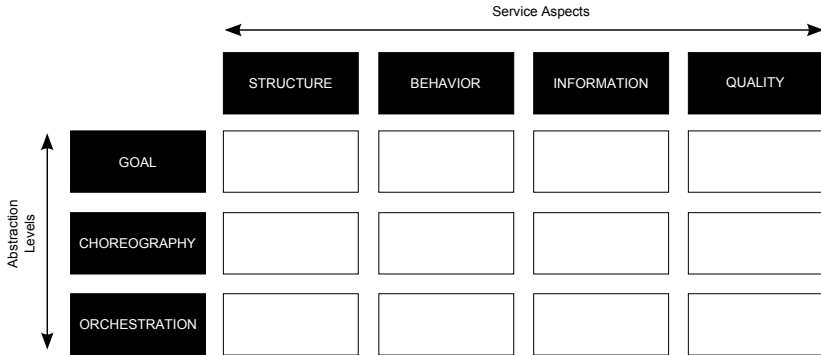 Service Aspects
STRUCTURE
BEHAVIOR
INFORMATION
QUALITY
Abstraction
Levels
GOAL
CHOREOGRAPHY
ORCHESTRATION